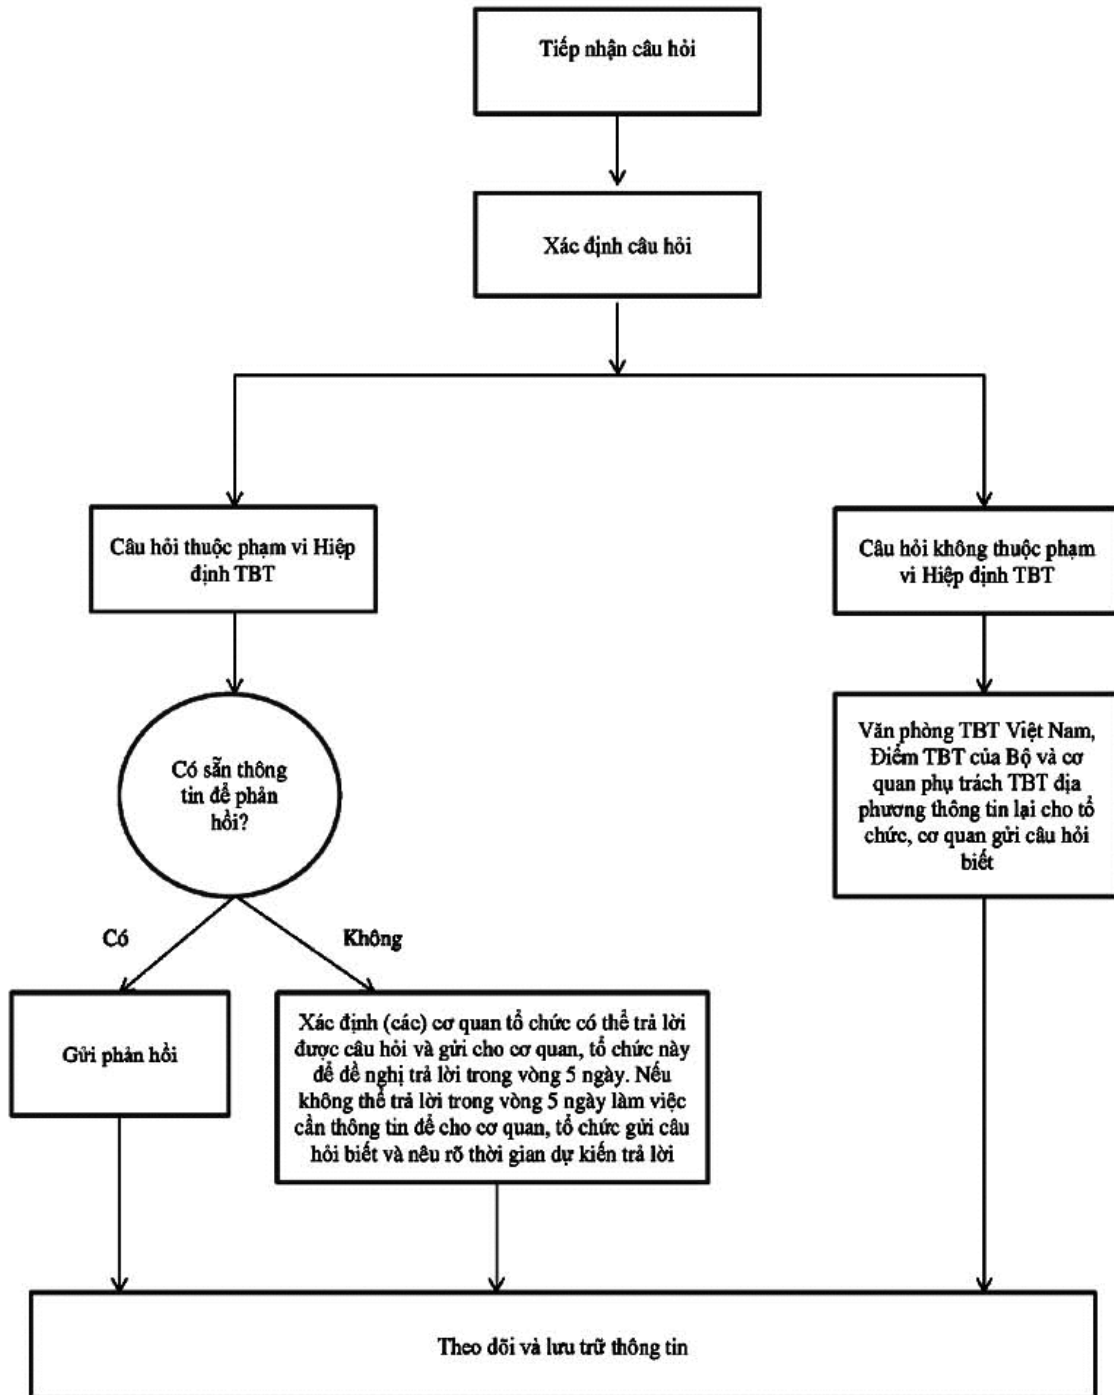 Tiếp nhận câu hỏi
Xác định câu hỏi
Câu hỏi thuộc phạm vi Hiệp
định TBT
Câu hỏi không thuộc phạm
vi Hiệp định TBT
Có sẵn thông
tin để phản
hồi?
Văn phòng TBT Việt Nam,
Điểm TBT của Bộ và cơ
quan phụ trách TBT địa
phương thông tin lại cho tổ
chức, cơ quan gửi câu hỏi
biết
Có
Không
Gửi phản hồi
Xác định (các) cơ quan tổ chức có thể trả lời
được câu hỏi và gửi cho cơ quan, tổ chức này
để đề nghị trả lời trong vòng 5 ngày. Nếu
không thể trả lời trong vòng 5 ngày làm việc
cần thông tin để cho cơ quan, tổ chức gửi câu
hỏi biết và nêu rõ thời gian dự kiến trả lời
Theo dõi và lưu trữ thông tin